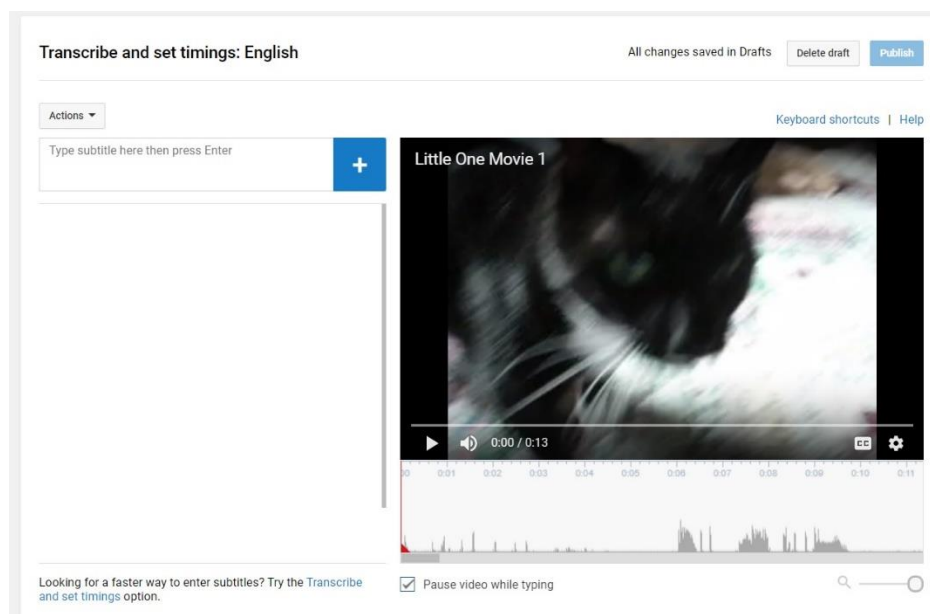 Transcribe and set timings: English
All changes saved in Drafts
Delete draft
Publish
Actions
Keyboard shortcuts | Help
Type subtitle here then press Enter
+
Little One Movie 1
0:00 / 0:13
CC
00 0:01 0:02 0:03 0:04 0:05 0:06 0:07 0:08 0:09 0:10 0:11
Looking for a faster way to enter subtitles? Try the Transcribe
and set timings option.
Pause video while typing